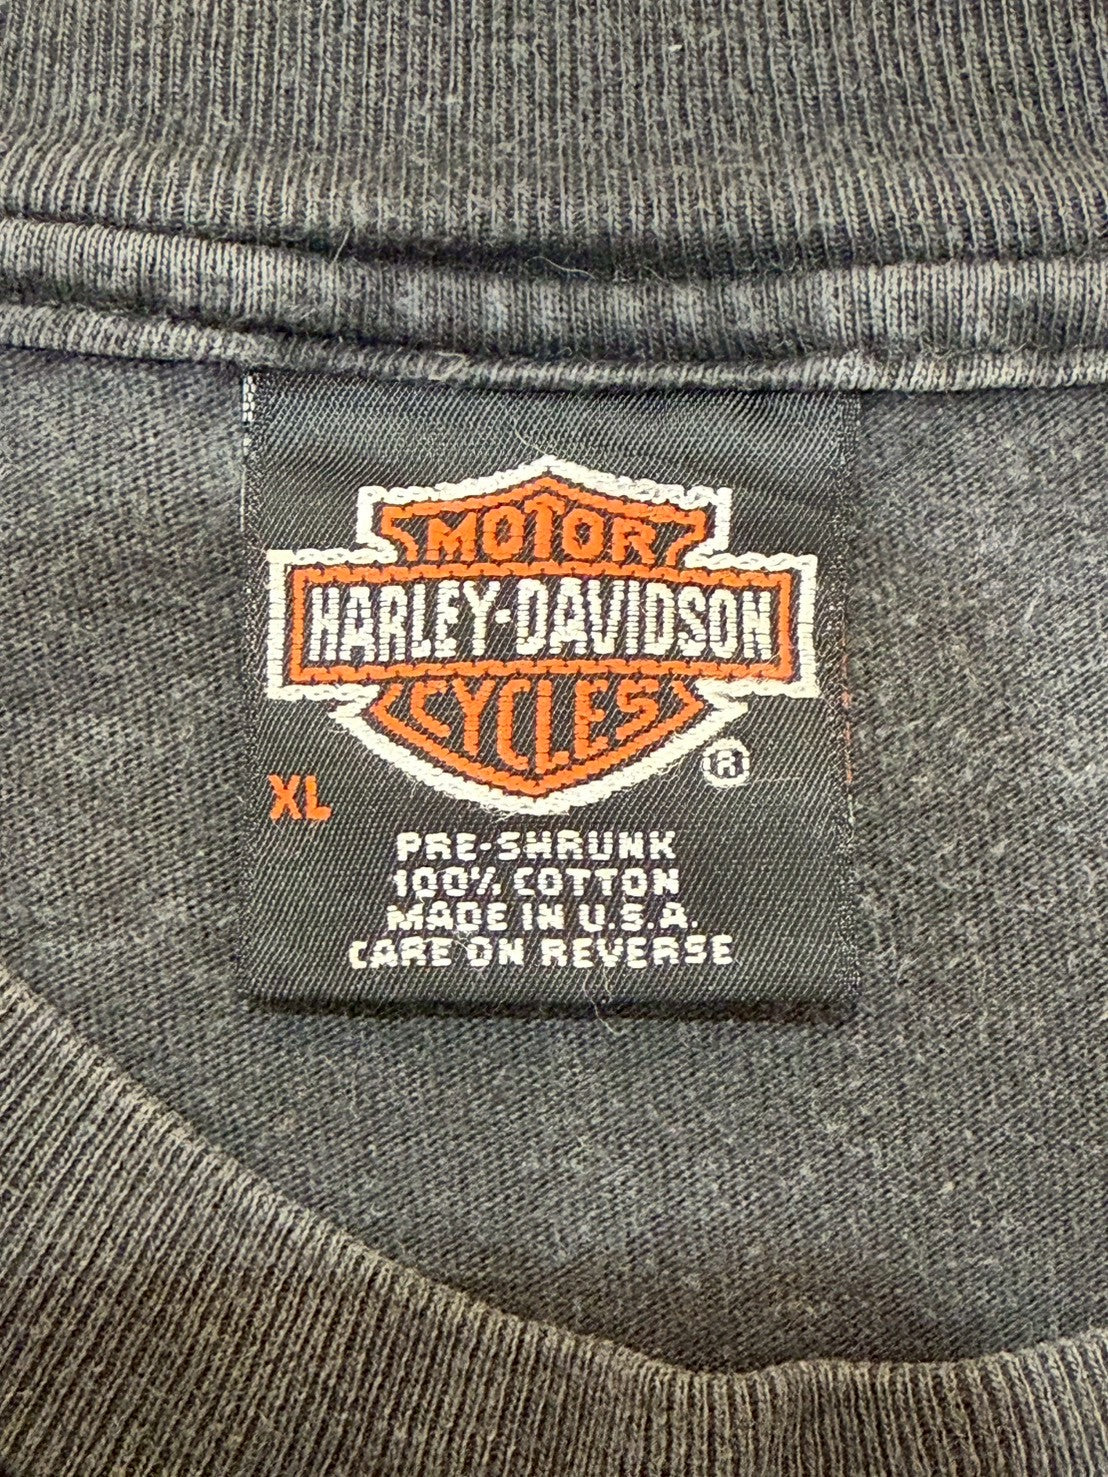 MOTOR
HARLEY-DAVIDSON
CYCLES
®
XL
PRE-SHRUNK
100% COTTON
MADE IN U.S.A.
CARE ON REVERSE